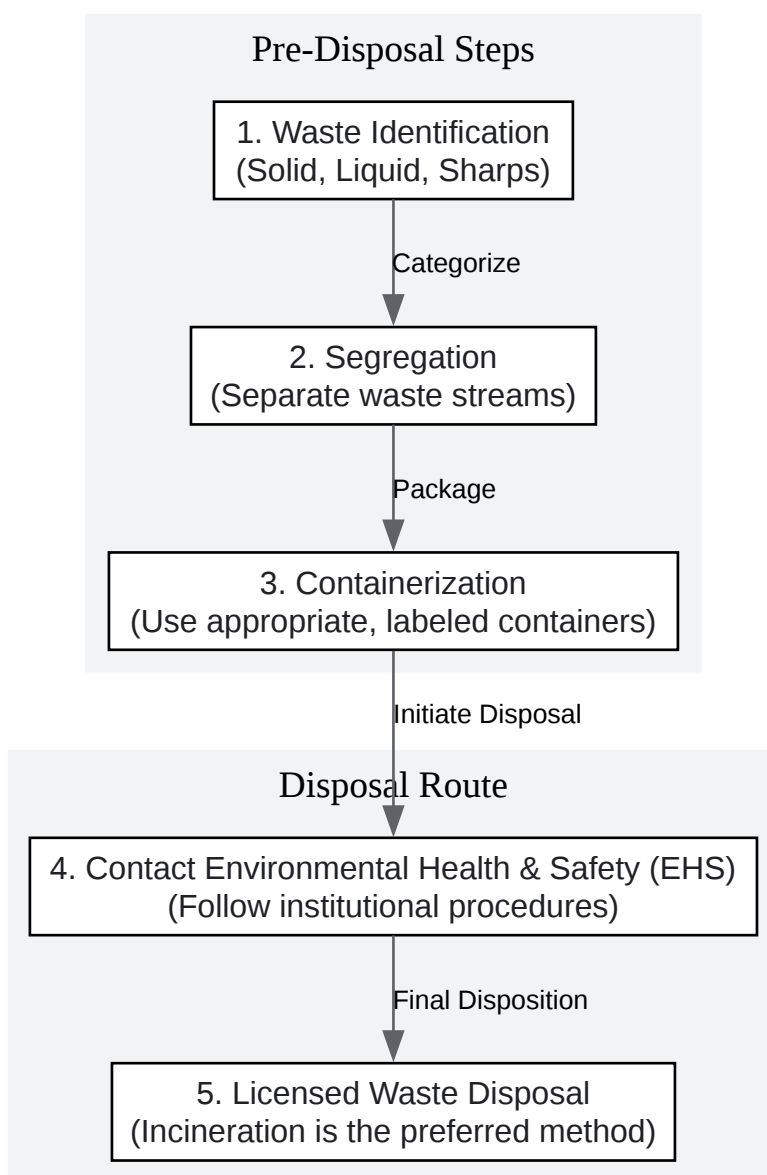 Pre-Disposal Steps
1. Waste Identification
(Solid, Liquid, Sharps)
Categorize
2. Segregation
(Separate waste streams)
Package
3. Containerization
(Use appropriate, labeled containers)
Initiate Disposal
Disposal Route
4. Contact Environmental Health & Safety (EHS)
(Follow institutional procedures)
Final Disposition
5. Licensed Waste Disposal
(Incineration is the preferred method)